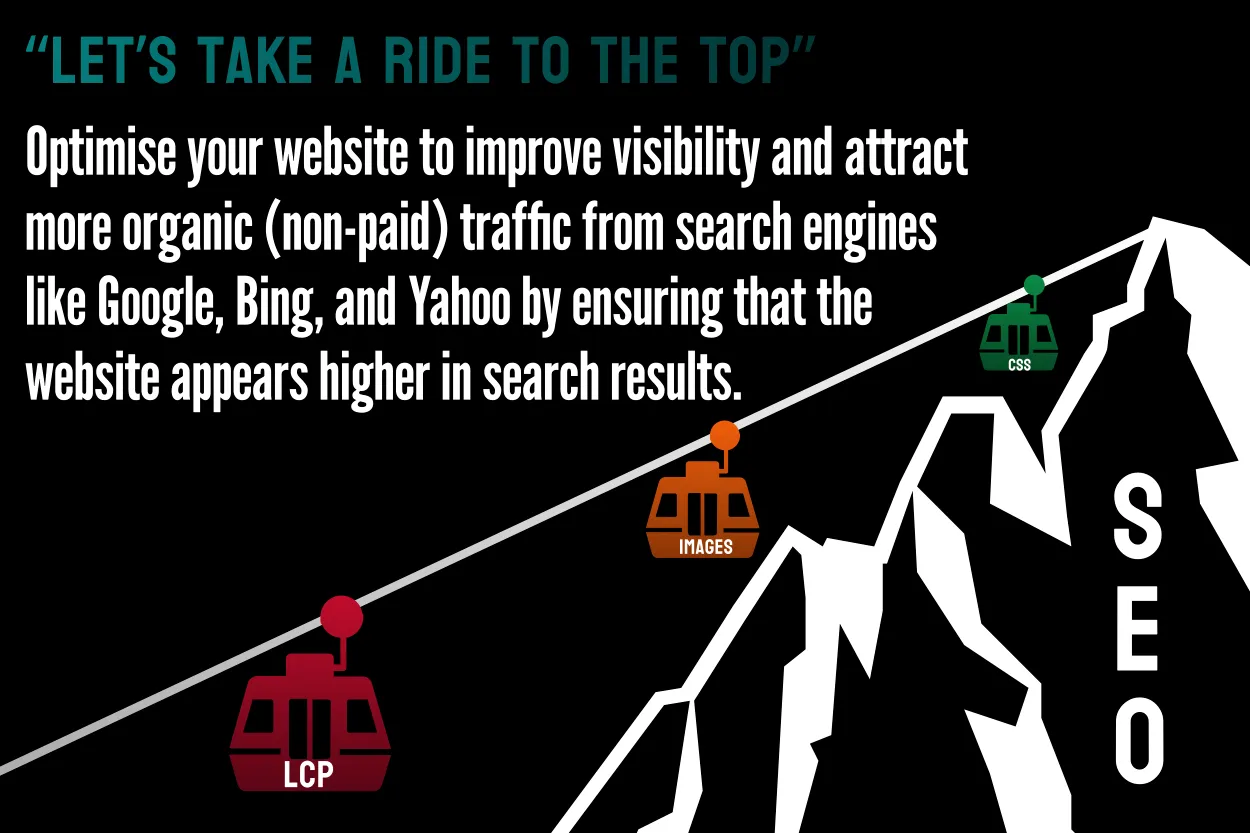 “LET’S TAKE A RIDE TO THE TOP”
Optimise your website to improve visibility and attract
more organic (non-paid) traffic from search engines
like Google, Bing, and Yahoo by ensuring that the
website appears higher in search results.
CSS
IMAGES
LCP
SEO